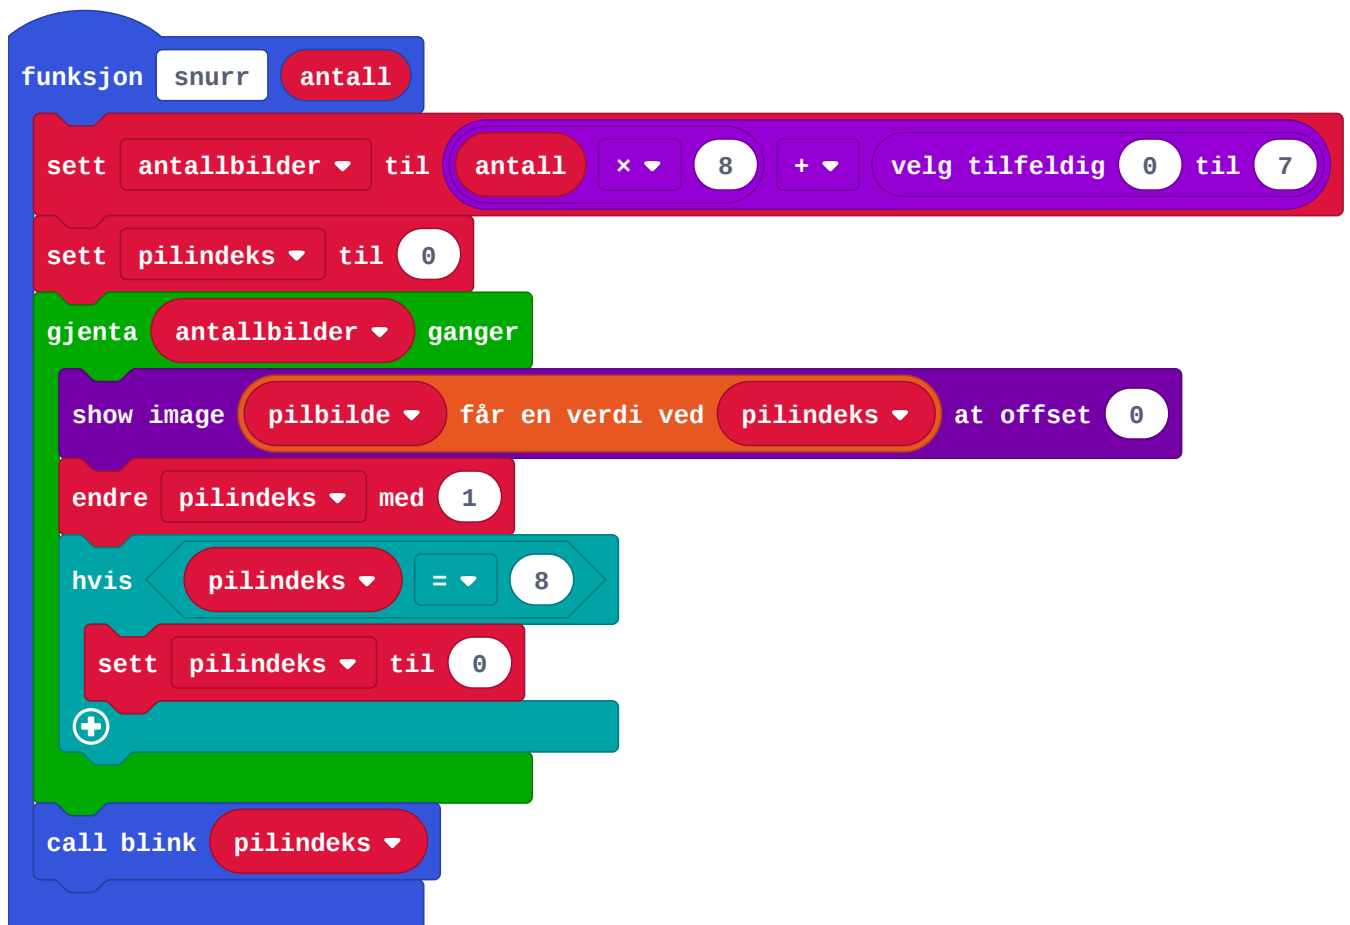 funksjon snurr antall
sett antallbilder til antall × 8 + velg tilfeldig 0 til 7
sett pilindeks til 0
gjenta antallbilder ganger
show image pilbilde får en verdi ved pilindeks at offset 0
endre pilindeks med 1
hvis pilindeks = 8
sett pilindeks til 0
call blink pilindeks